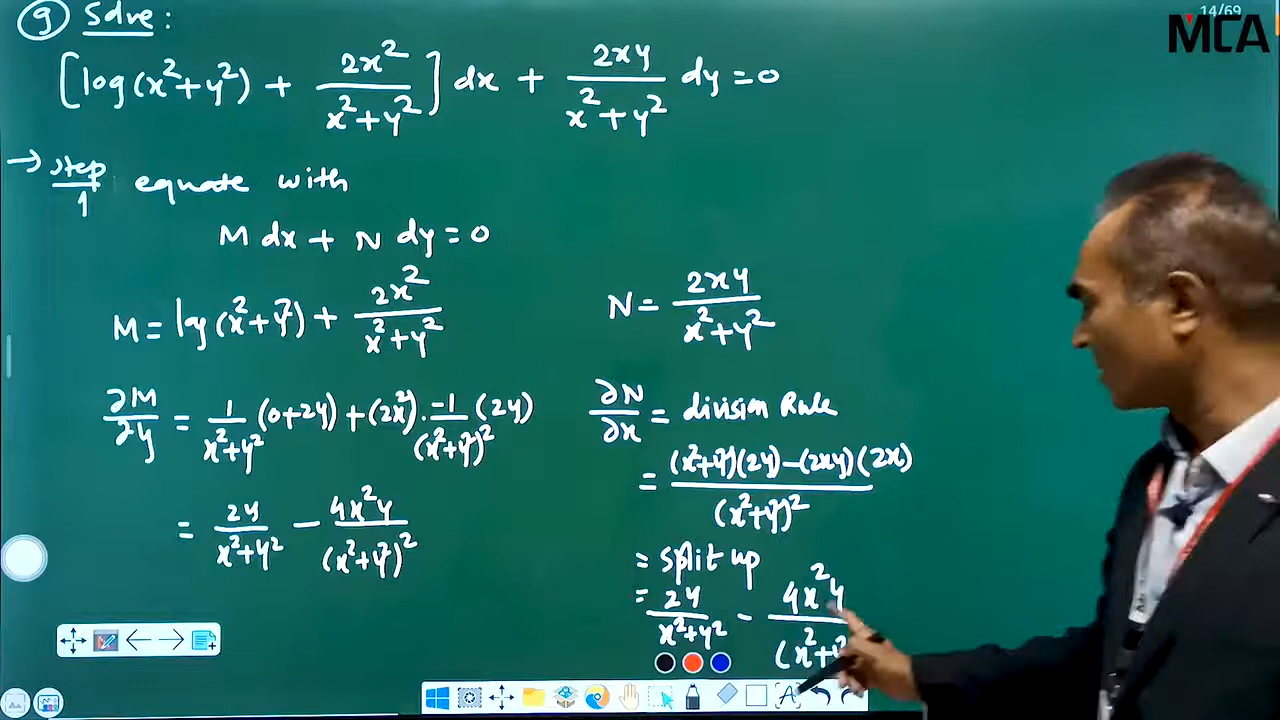 14/69
MCA
9 Solve :
[log(x²+y²) + 2x²/(x²+y²)] dx + 2xy/(x²+y²) dy = 0
→ Step 1 equate with
M dx + N dy = 0
M = log(x²+y²) + 2x²/(x²+y²)
∂M/∂y = 1/(x²+y²) (0+2y) + (2x²) · -1/(x²+y²)² (2y)
= 2y/(x²+y²) - 4x²y/(x²+y²)²
N = 2xy/(x²+y²)
∂N/∂x = division Rule
= (x²+y²)(2y) - (2xy)(2x)/(x²+y²)²
= split up
= 2y/(x²+y²) - 4x²y/(x²+y²